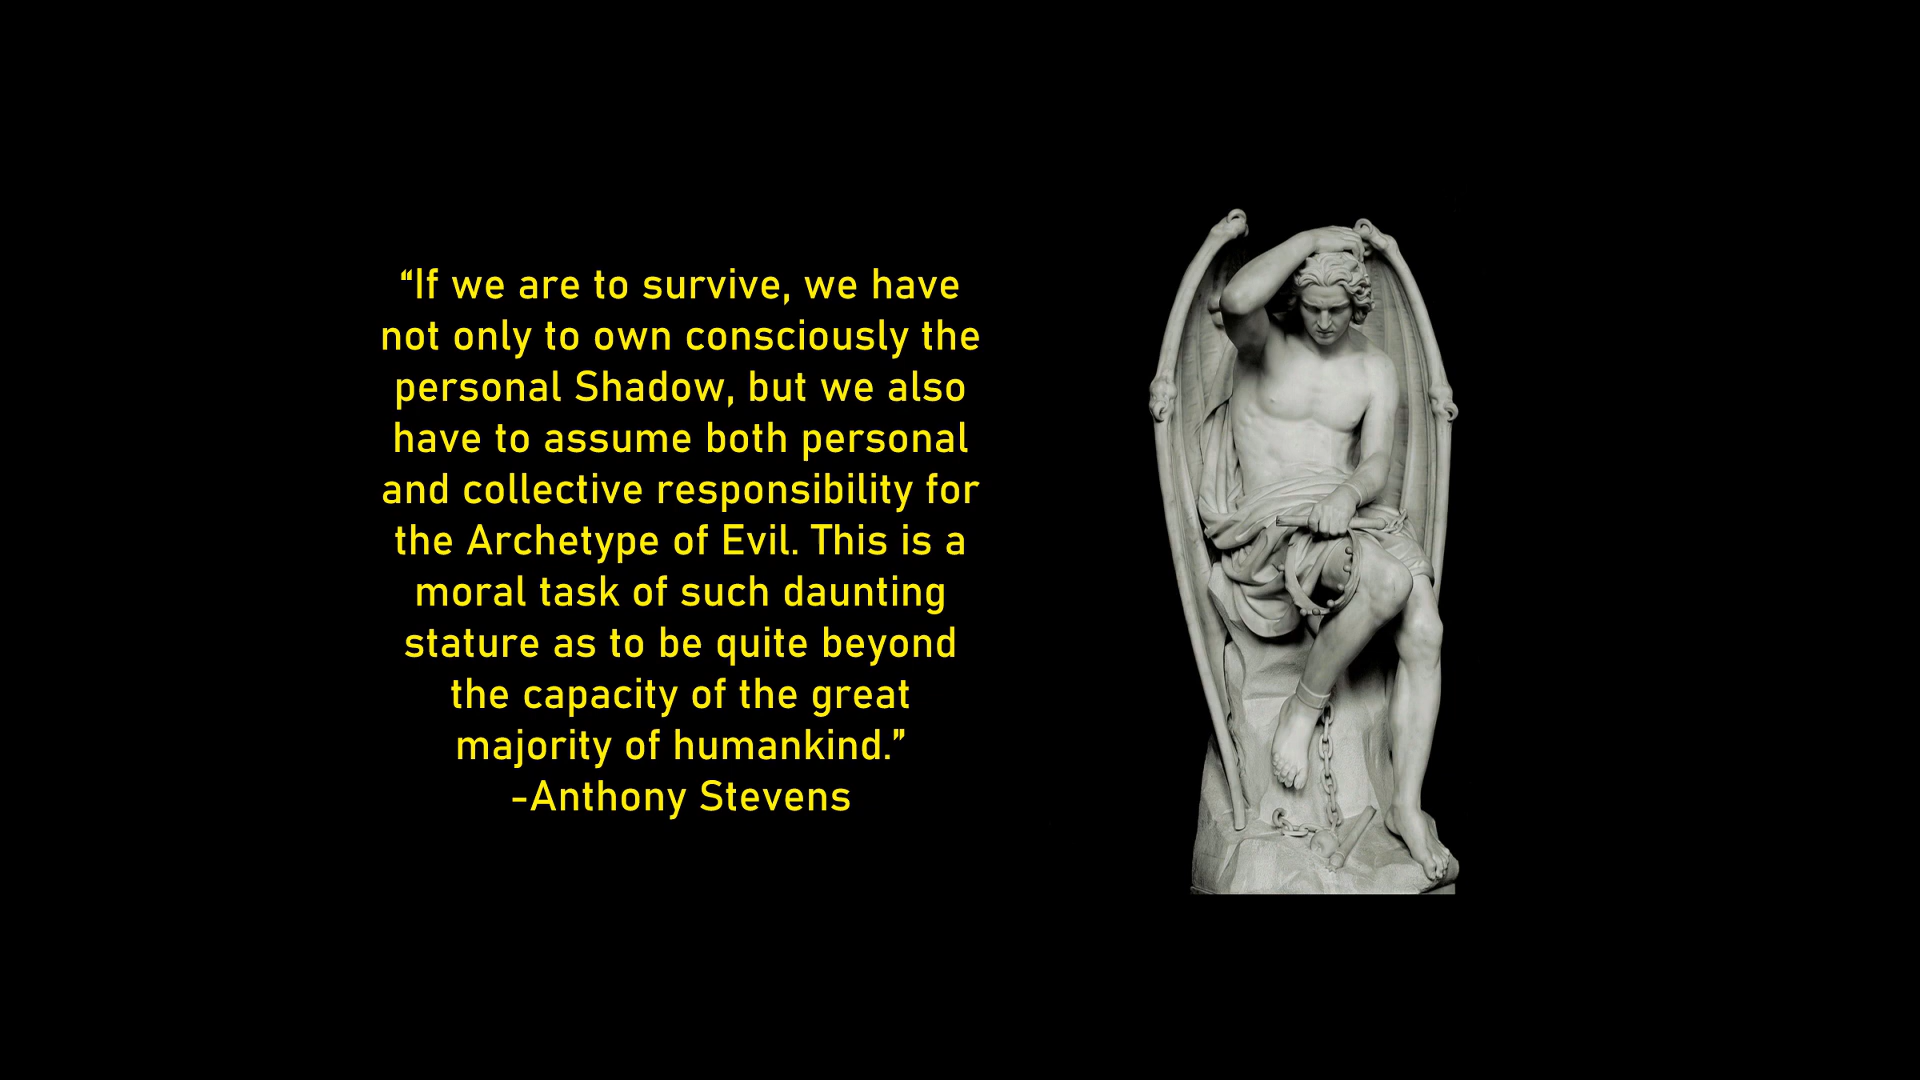 “If we are to survive, we have
not only to own consciously the
personal Shadow, but we also
have to assume both personal
and collective responsibility for
the Archetype of Evil. This is a
moral task of such daunting
stature as to be quite beyond
the capacity of the great
majority of humankind.”
-Anthony Stevens